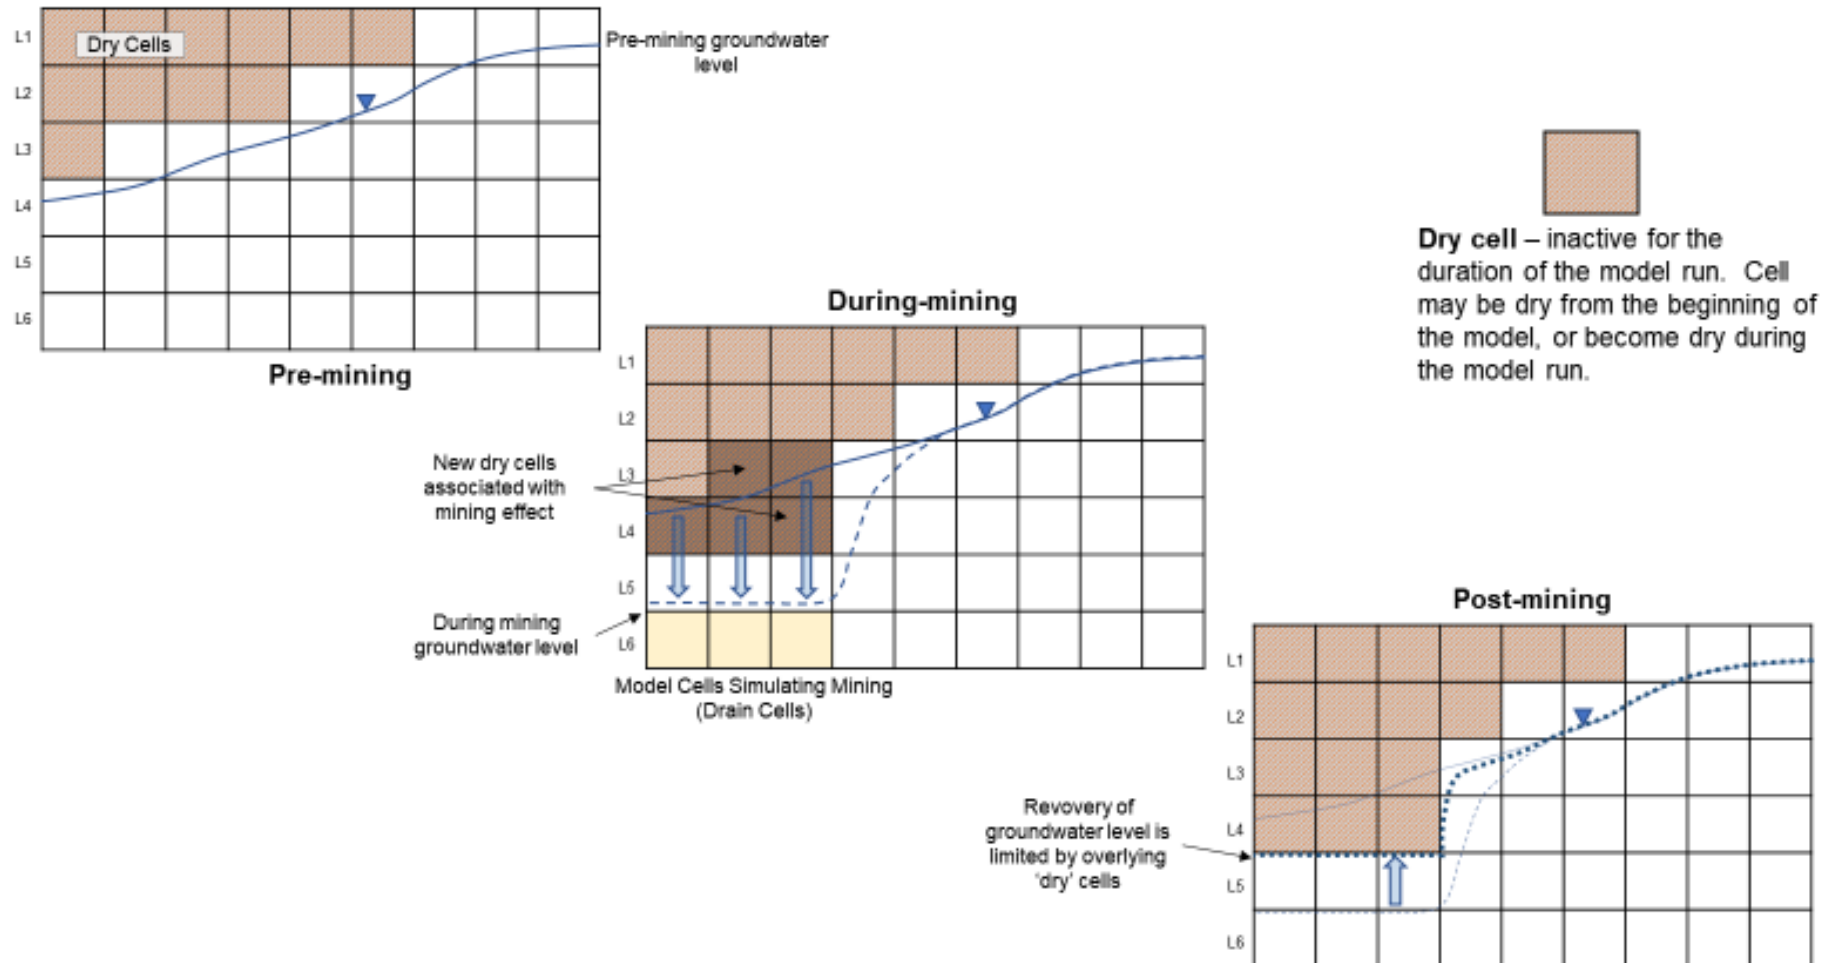 L1
Dry Cells
L2
L3
L4
L5
L6
Pre-mining groundwater
level
Pre-mining
Dry cell – inactive for the
duration of the model run. Cell
may be dry from the beginning of
the model, or become dry during
the model run.
During-mining
L1
L2
L3
L4
L5
L6
New dry cells
associated with
mining effect
During mining
groundwater level
Model Cells Simulating Mining
(Drain Cells)
Post-mining
L1
L2
L3
L4
L5
L6
Revovery of
groundwater level is
limited by overlying
'dry' cells